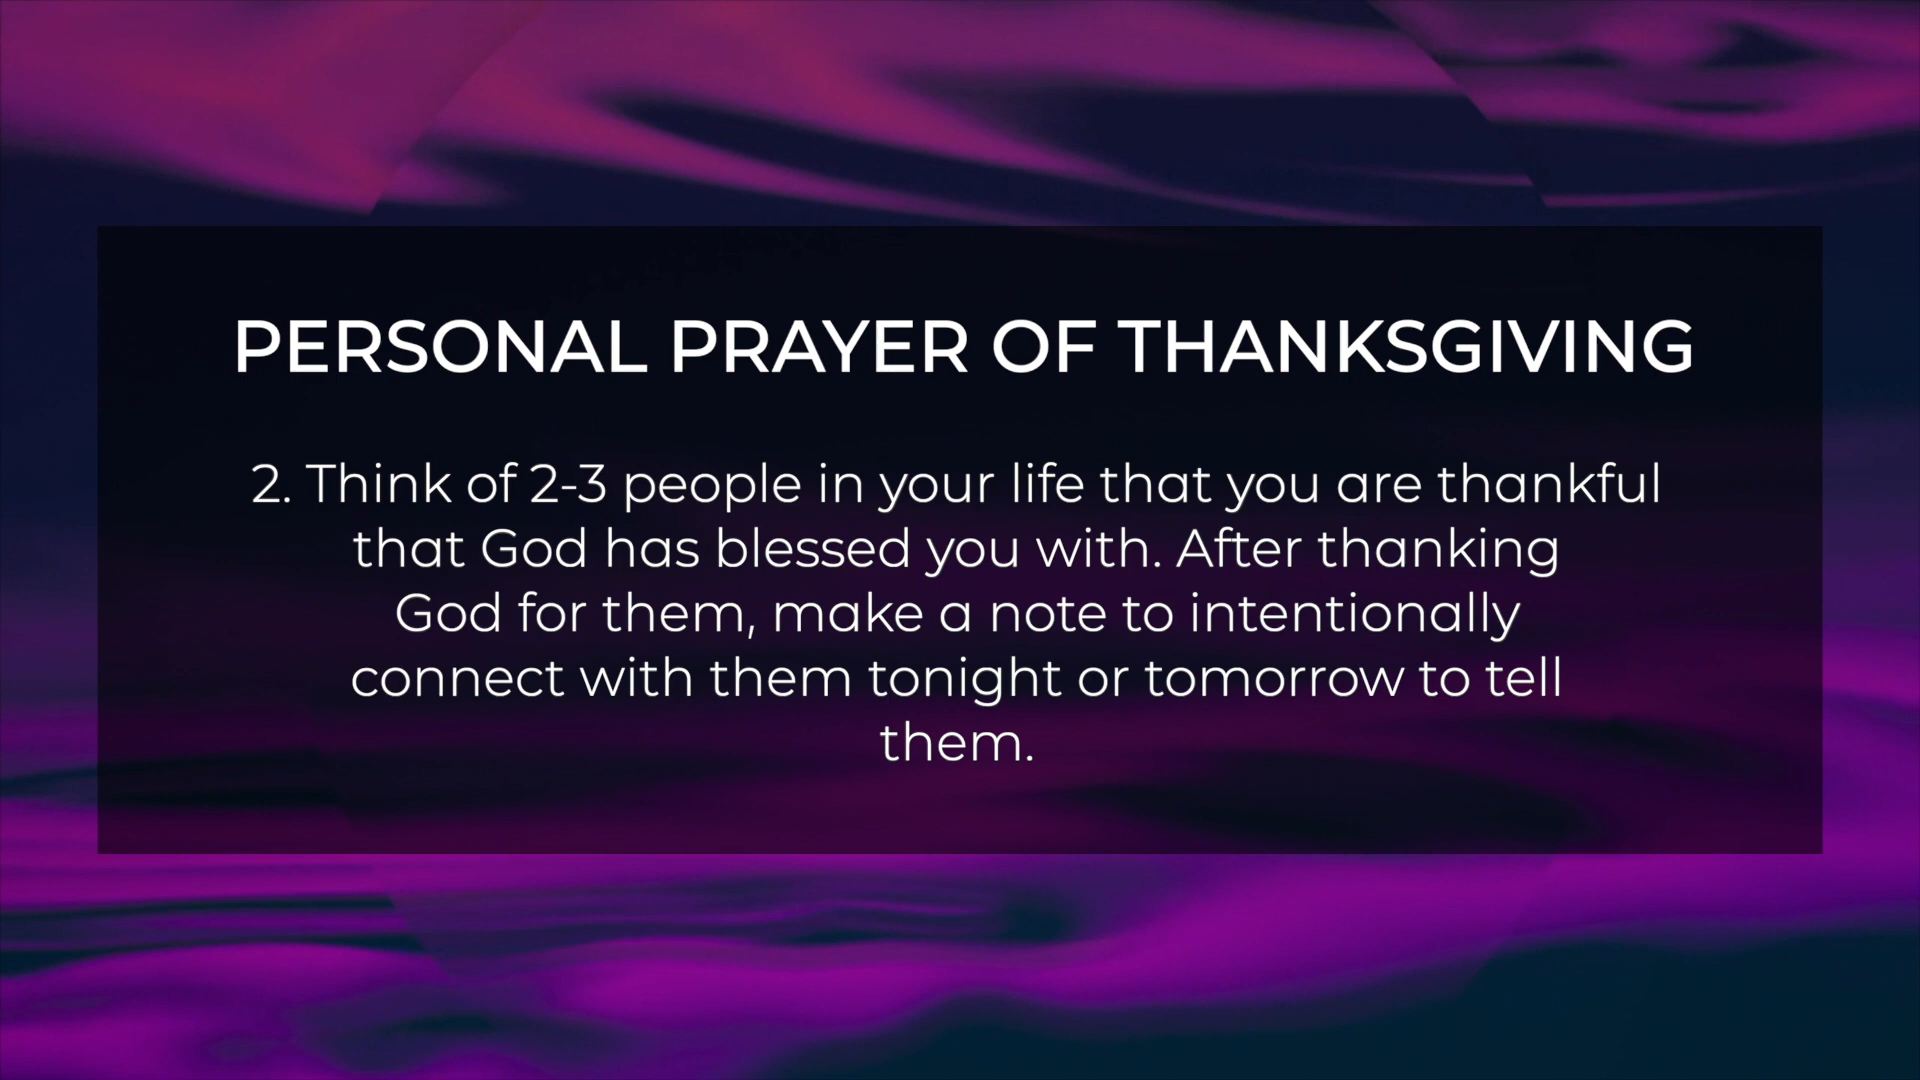 PERSONAL PRAYER OF THANKSGIVING
2. Think of 2-3 people in your life that you are thankful
that God has blessed you with. After thanking
God for them, make a note to intentionally
connect with them tonight or tomorrow to tell
them.